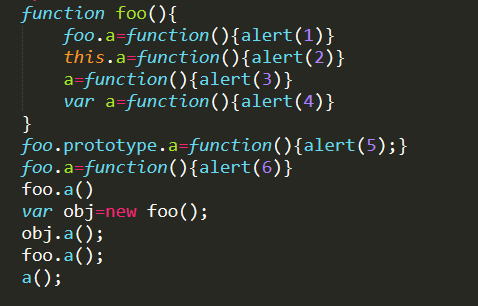 function foo(){
    foo.a=function(){alert(1)}
    this.a=function(){alert(2)}
    a=function(){alert(3)}
    var a=function(){alert(4)}
}
foo.prototype.a=function(){alert(5);}
foo.a=function(){alert(6)}
foo.a()
var obj=new foo();
obj.a();
foo.a();
a();